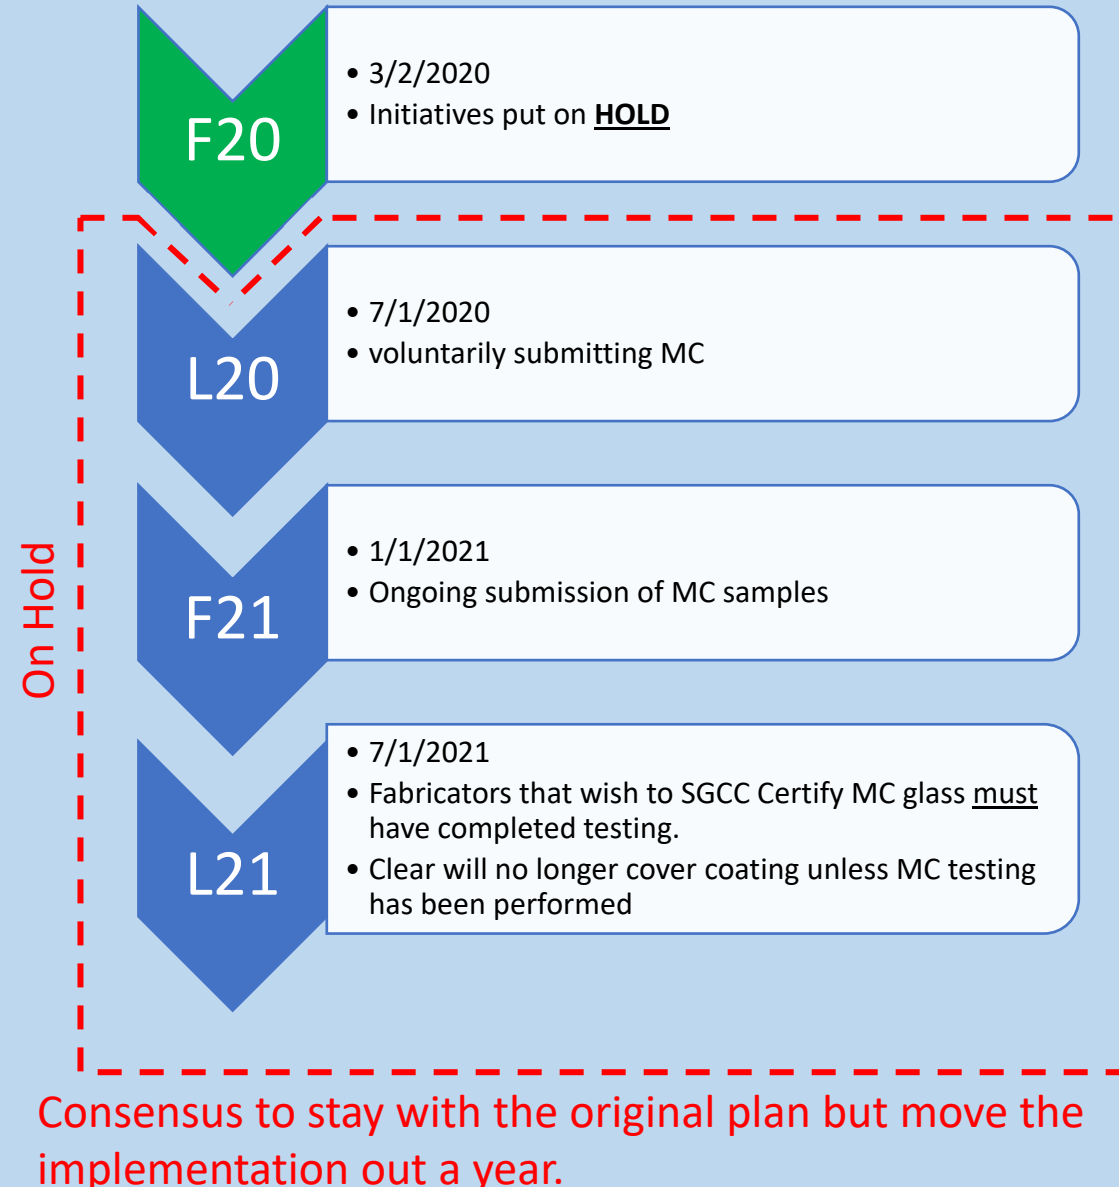 F20
• 3/2/2020
• Initiatives put on HOLD
L20
• 7/1/2020
• voluntarily submitting MC
On Hold
F21
• 1/1/2021
• Ongoing submission of MC samples
L21
• 7/1/2021
• Fabricators that wish to SGCC Certify MC glass must
have completed testing.
• Clear will no longer cover coating unless MC testing
has been performed
Consensus to stay with the original plan but move the
implementation out a year.